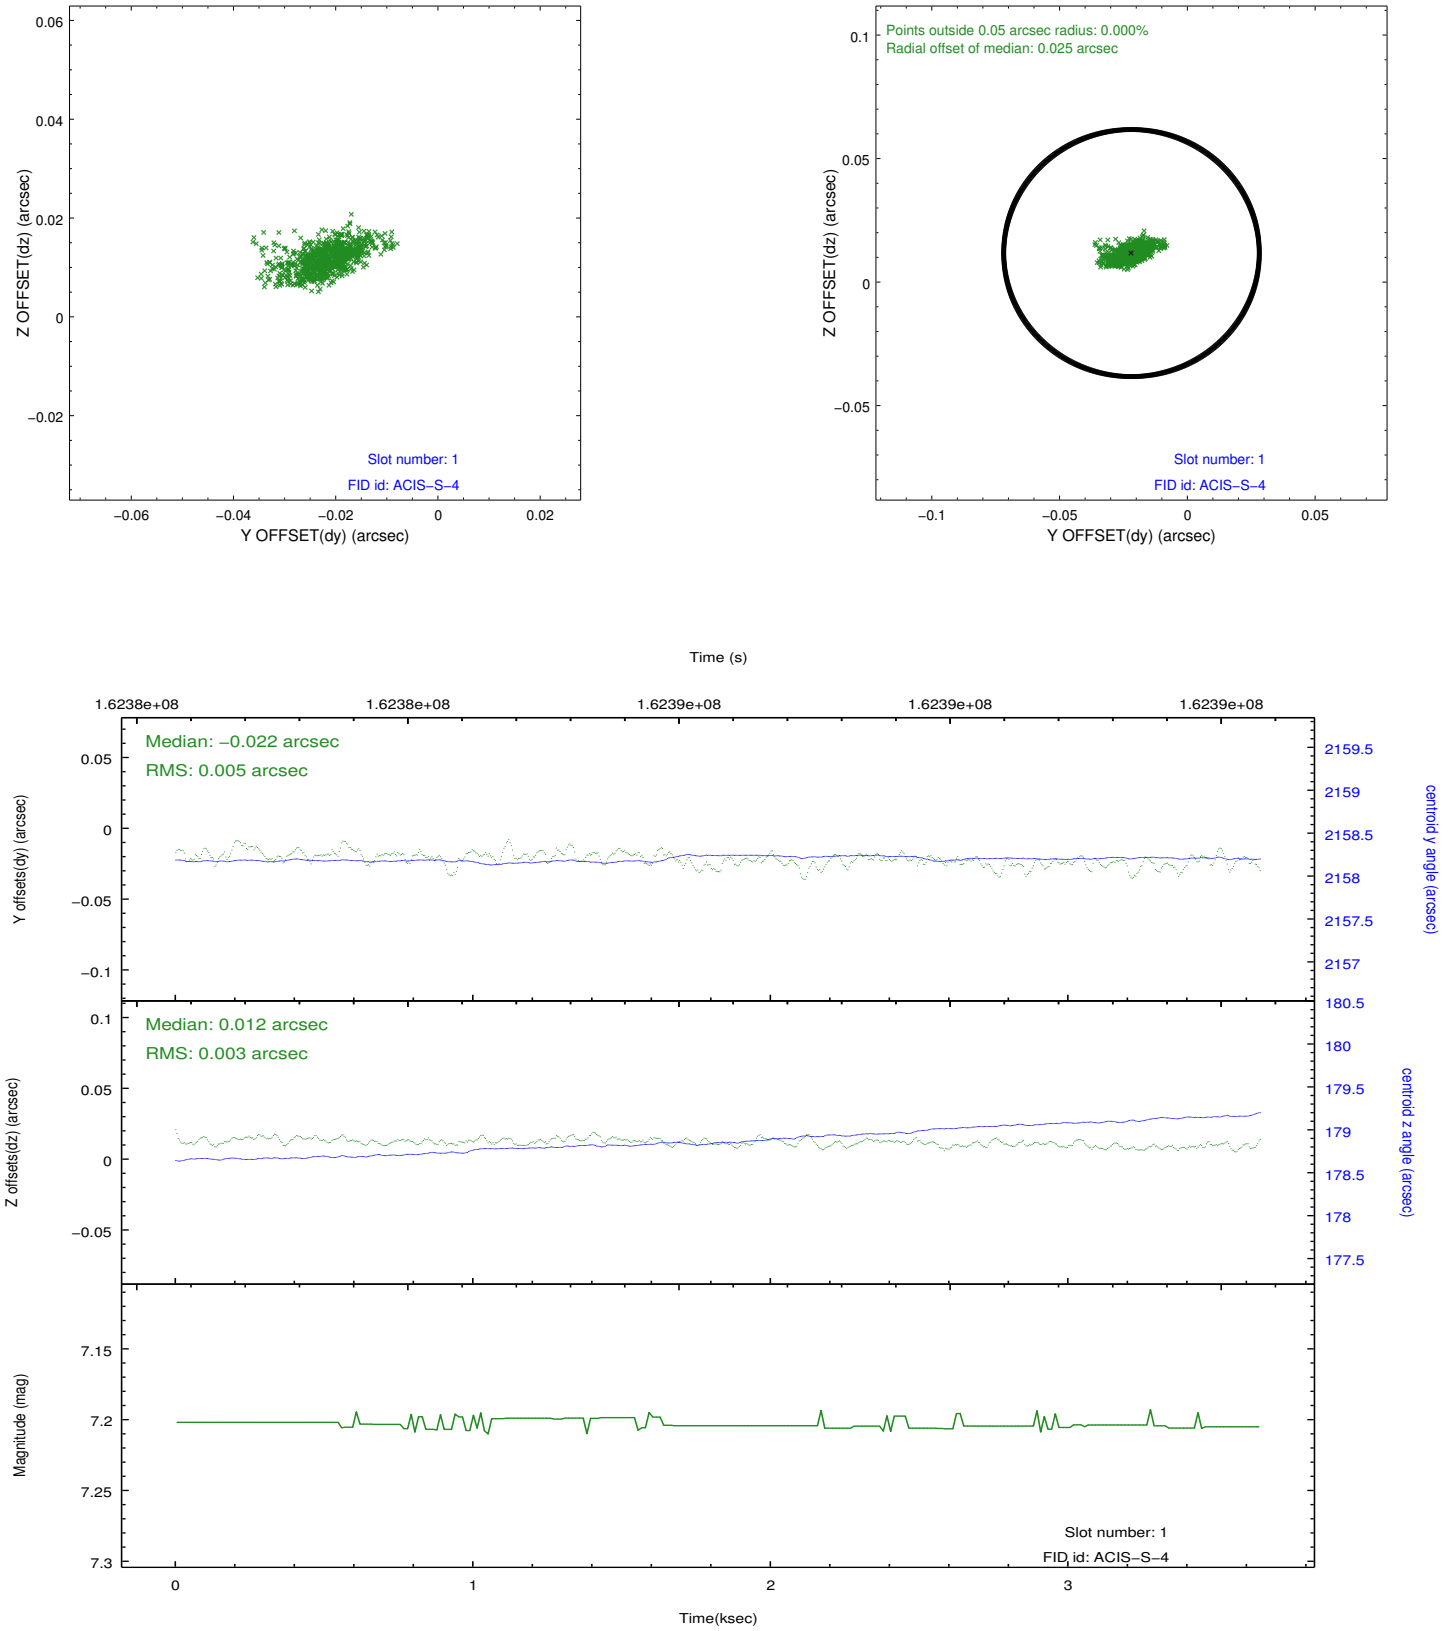 0.06
0.04
0.02
0
−0.02
Z OFFSET(dz) (arcsec)
Slot number: 1
FID id: ACIS−S−4
−0.06
−0.04
−0.02
0
0.02
Y OFFSET(dy) (arcsec)
Points outside 0.05 arcsec radius: 0.000%
Radial offset of median: 0.025 arcsec
0.1
0.05
0
−0.05
Z OFFSET(dz) (arcsec)
Slot number: 1
FID id: ACIS−S−4
−0.1
−0.05
0
0.05
Y OFFSET(dy) (arcsec)
Time (s)
1.6238e+08
1.6238e+08
1.6239e+08
1.6239e+08
1.6239e+08
Median: −0.022 arcsec
RMS: 0.005 arcsec
0.05
0
−0.05
−0.1
Y offsets(dy) (arcsec)
2159.5
2159
2158.5
2158
2157.5
2157
centroid y angle (arcsec)
Median: 0.012 arcsec
RMS: 0.003 arcsec
0.1
0.05
0
−0.05
Z offsets(dz) (arcsec)
180.5
180
179.5
179
178.5
178
177.5
centroid z angle (arcsec)
7.15
7.2
7.25
7.3
Magnitude (mag)
Slot number: 1
FID id: ACIS−S−4
0
1
2
3
Time(ksec)